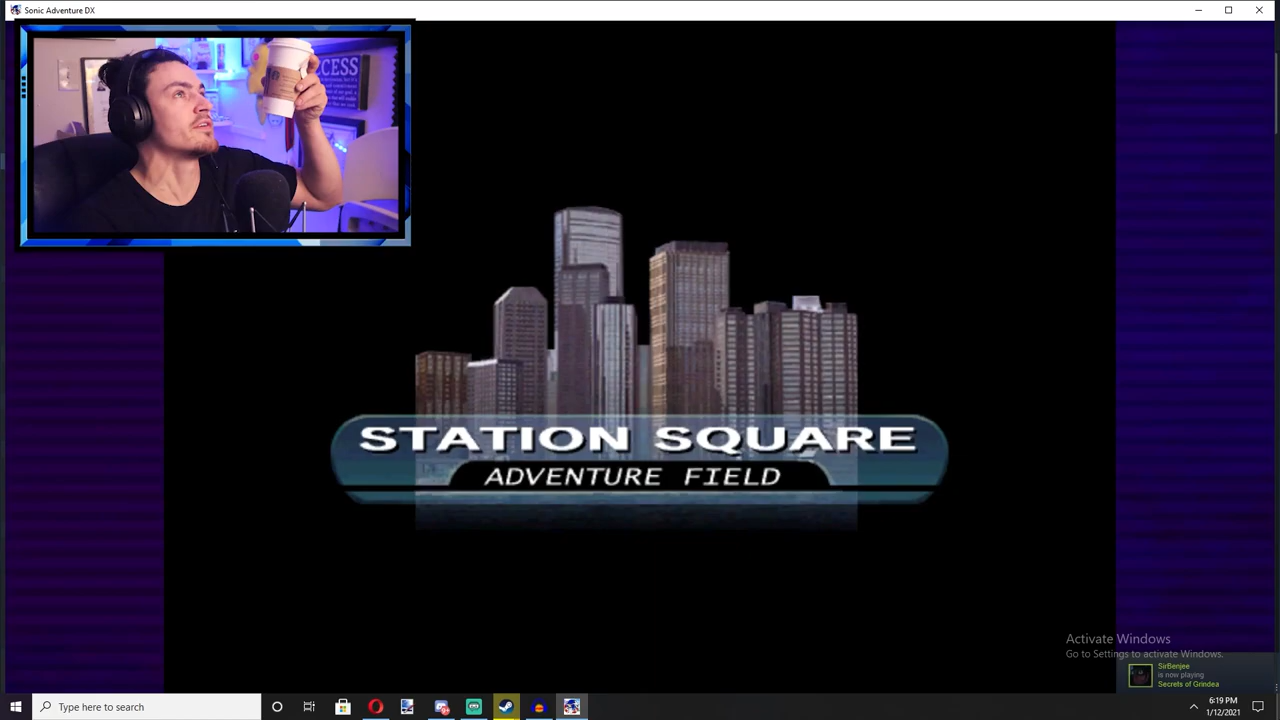 Sonic Adventure DX
CCESS
STATION SQUARE
ADVENTURE FIELD
Activate Windows
Go to Settings to activate Windows.
SirBenjee
is now playing
Secrets of Grindea
Type here to search
6:19 PM
1/12/2021